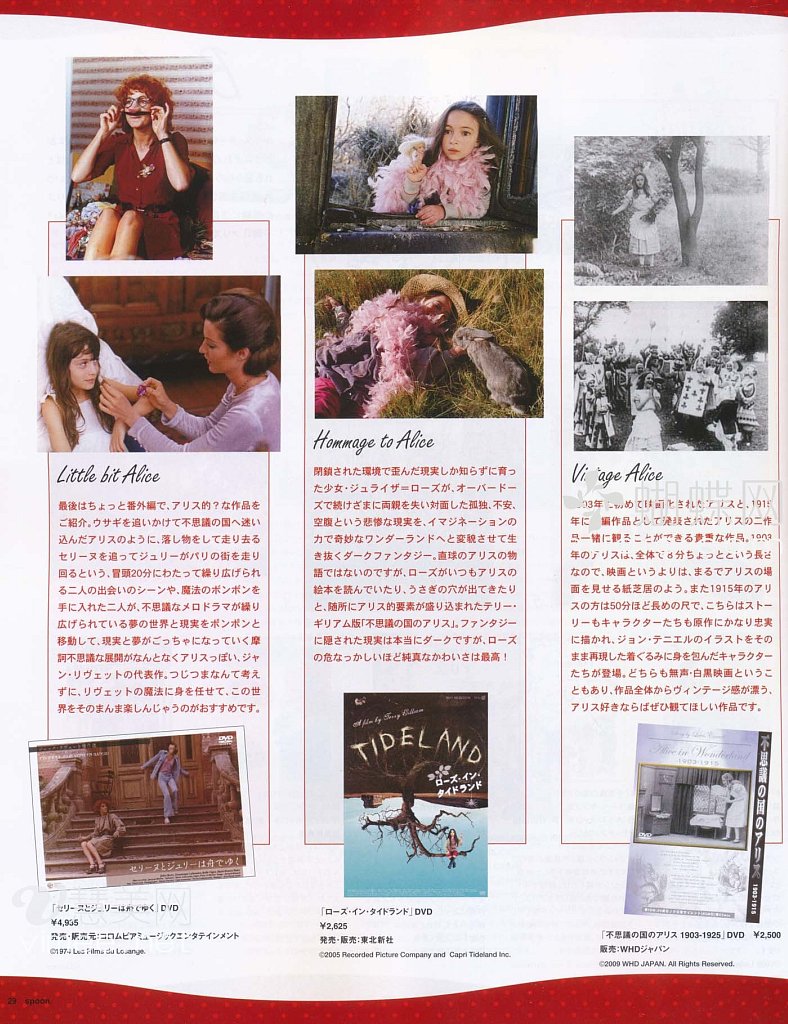 Little bit Alice
最後はちょっと番外編で、アリス的?な作品を
ご紹介。ウサギを追いかけて不思議の国へ迷い
込んだアリスのように、落し物をして走り去る
セリーヌを追ってジュリーがパリの街を走り
回るという、冒頭20分にわたって繰り広げられ
る二人の出会いのシーンや、魔法のボンボンを
手に入れた二人が、不思議なメロドラマが繰り
広げられている夢の世界と現実をボンボンと
移動して、現実と夢がごっちゃになっていく摩
訶不思議な展開がなんとなくアリスっぽい、ジャ
ン・リヴェットの代表作。つじつまなんて考え
ずに、リヴェットの魔法に身を任せて、この世
界をそのまんま楽しんじゃうのがおすすめです。
DVD
セリーヌとジュリーは舟でゆく
「セリーヌとジュリーは舟でゆく」DVD
¥4,935
発売・販売元:コロムビアミュージックエンタテインメント
©1974 Les Films du Losange.
Hommage to Alice
閉鎖された環境で歪んだ現実しか知らずに育っ
た少女・ジュライザ=ローズが、オーバードー
ズで続けざまに両親を失い対面した孤独、不安、
空腹という悲惨な現実を、イマジネーションの
力で奇妙なワンダーランドへと変貌させて生
き抜くダークファンタジー。直球のアリスの物
語ではないのですが、ローズがいつもアリスの
絵本を読んでいたり、うさぎの穴が出てきたり
と、随所にアリス的要素が盛り込まれたテリー・
ギリアム版『不思議の国のアリス』。ファンタジー
に隠された現実は本当にダークですが、ローズ
の危なっかしいほど純真なかわいさは最高!
A film by Terry Gilliam
TIDELAND
ローズ・イン・
タイドランド
「ローズ・イン・タイドランド」DVD
¥2,625
発売・販売:東北新社
©2005 Recorded Picture Company and Capri Tideland Inc.
Vintage Alice
1903年に初めて映画化されたアリスと、1915
年に編作品として発表されたアリスの二作
品一緒に観ることができる貴重な作品。1903
年のアリスは、全体で8分ちょっとという長さ
なので、映画というよりは、まるでアリスの場
面を見せる紙芝居のよう。また1915年のアリ
スの方は50分ほど長めの尺で、こちらはストー
リーもキャラクターたちも原作にかなり忠実
に描かれ、ジョン・テニエルのイラストをその
まま再現した着ぐるみに身を包んだキャラクター
たちが登場。どちらも無声・白黒映画というこ
ともあり、作品全体からヴィンテージ感が漂う、
アリス好きならばぜひ観てほしい作品です。
Alice in Wonderland
1903-1915
DVD
不思議の国のアリス 1903-1915
「不思議の国のアリス 1903-1925」DVD ¥2,500
販売:WHDジャパン
©2009 WHD JAPAN. All Rights Reserved.
蝴蝶网
29 spoon